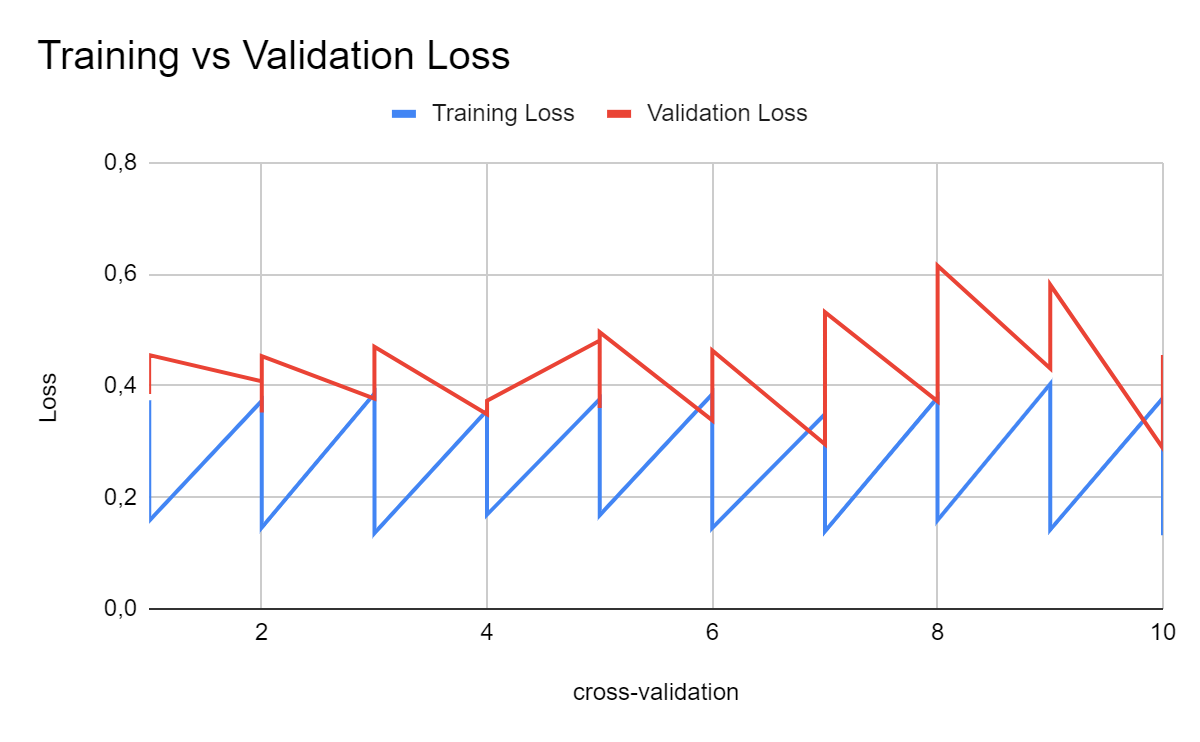 Training vs Validation Loss
Training Loss Validation Loss
0,8
0,6
0,4
0,2
0,0
Loss
2 4 6 8 10
cross-validation